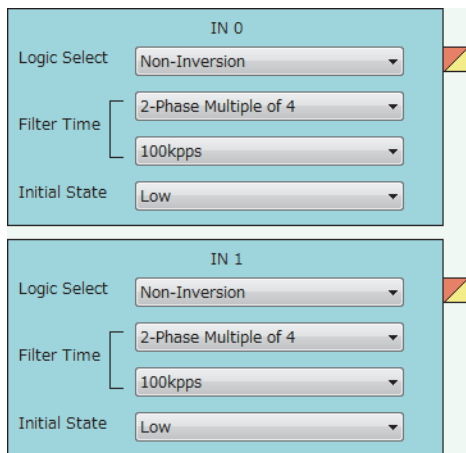 IN 0
Logic Select Non-Inversion
Filter Time 2-Phase Multiple of 4
100kpps
Initial State Low
IN 1
Logic Select Non-Inversion
Filter Time 2-Phase Multiple of 4
100kpps
Initial State Low